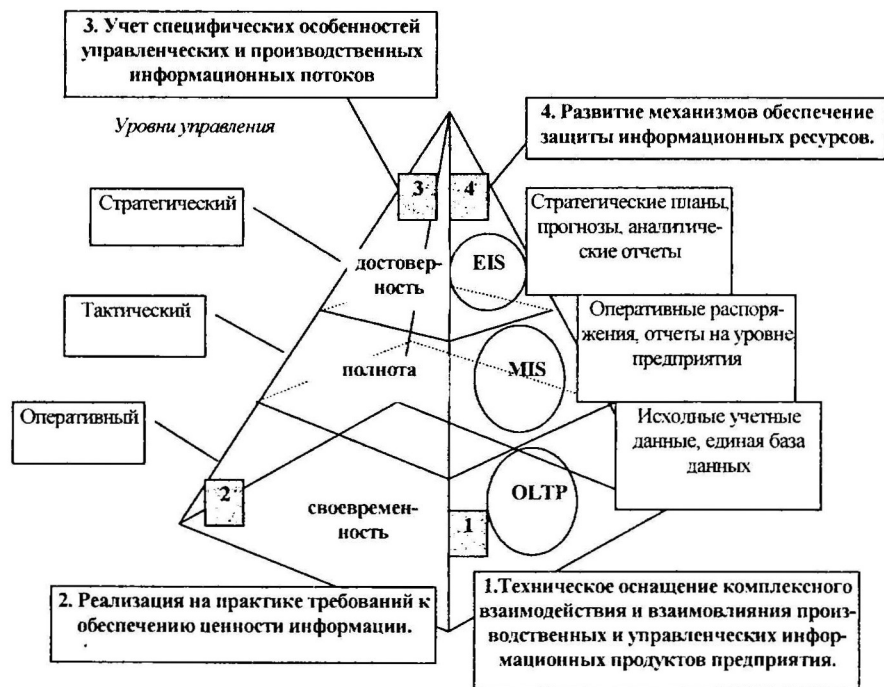 3. Учет специфических особенностей
управленческих и производственных
информационных потоков
Уровни управления
4. Развитие механизмов обеспечение
защиты информационных ресурсов.
3
4
Стратегический
Стратегические планы,
прогнозы, аналитиче-
ские отчеты
достовер-
ность
EIS
Тактический
Оперативные распоря-
жения, отчеты на уровне
предприятия
полнота
MIS
Оперативный
Исходные учетные
данные, единая база
данных
2
своевремен-
ность
OLTP
1
2. Реализация на практике требований к
обеспечению ценности информации.
1.Техническое оснащение комплексного
взаимодействия и взаимовлияния произ-
водственных и управленческих инфор-
мационных продуктов предприятия.